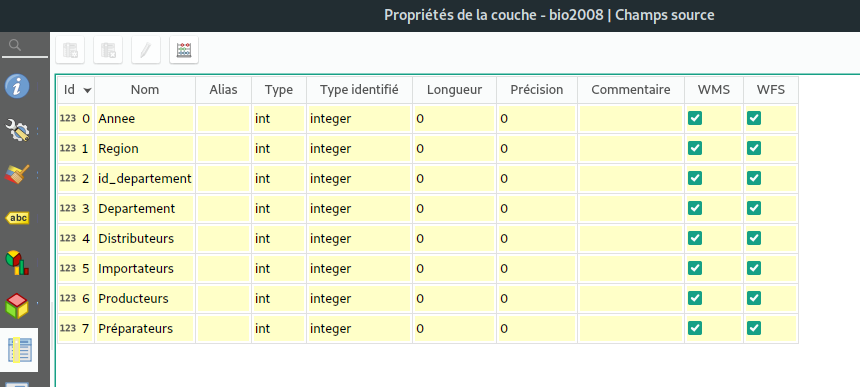 Propriétés de la couche - bio2008 | Champs source
Id Nom Alias Type Type identifié Longueur Précision Commentaire WMS WFS
123 0 Annee int integer 0 0
123 1 Region int integer 0 0
123 2 id_departement int integer 0 0
123 3 Departement int integer 0 0
abc
123 4 Distributeurs int integer 0 0
123 5 Importateurs int integer 0 0
123 6 Producteurs int integer 0 0
123 7 Préparateurs int integer 0 0